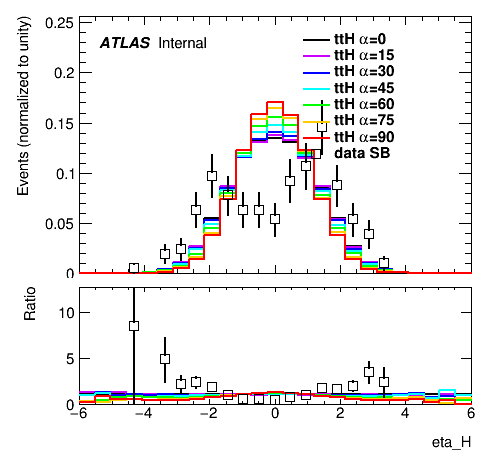 0.25
ATLAS Internal
ttH α=0
ttH α=15
ttH α=30
ttH α=45
ttH α=60
ttH α=75
ttH α=90
data SB
0.2
0.15
0.1
0.05
0
Events (normalized to unity)
10
5
0
Ratio
−6 −4 −2 0 2 4 6
eta_H